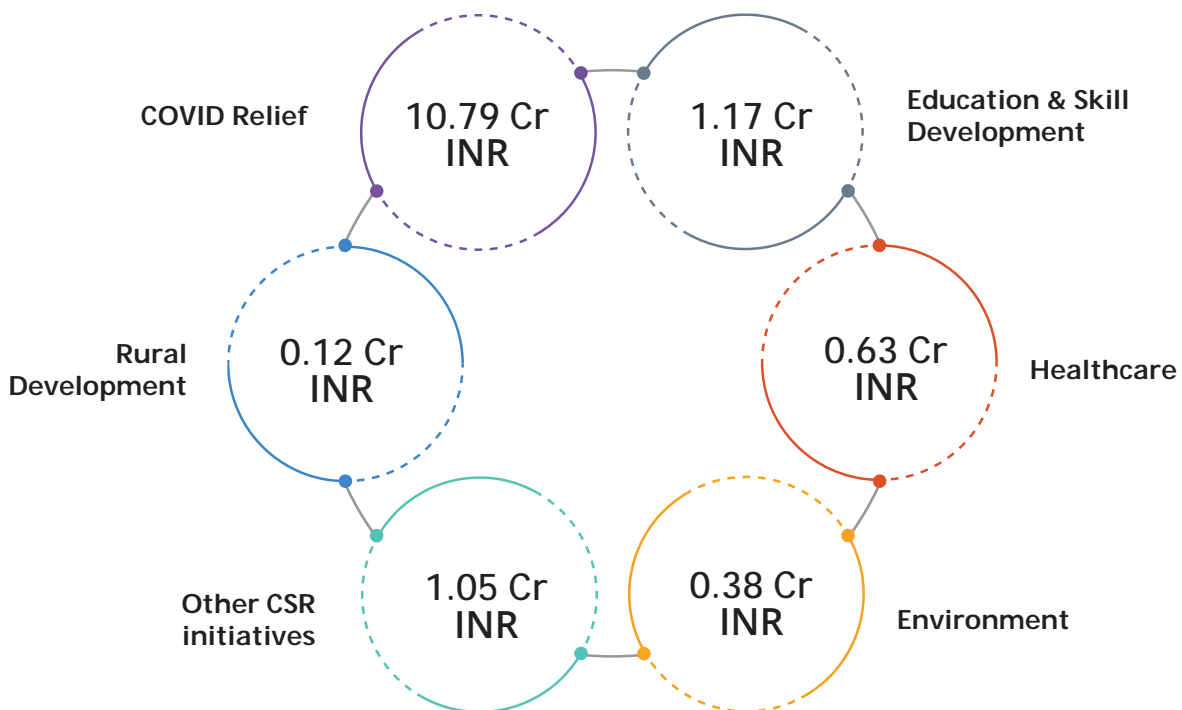 COVID Relief
10.79 Cr
INR
1.17 Cr
INR
Education & Skill
Development
Rural
Development
0.12 Cr
INR
0.63 Cr
INR
Healthcare
Other CSR
initiatives
1.05 Cr
INR
0.38 Cr
INR
Environment